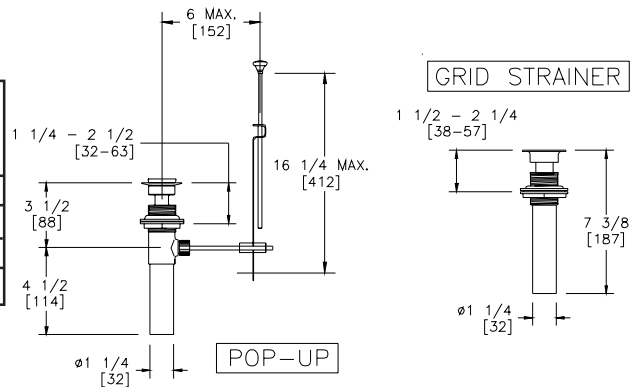 6 MAX.
[152]
GRID STRAINER
1 1/4 – 2 1/2
[32–63]
1 1/2 – 2 1/4
[38–57]
16 1/4 MAX.
[412]
3 1/2
[88]
7 3/8
[187]
4 1/2
[114]
ø1 1/4
[32]
ø1 1/4
[32]
POP–UP